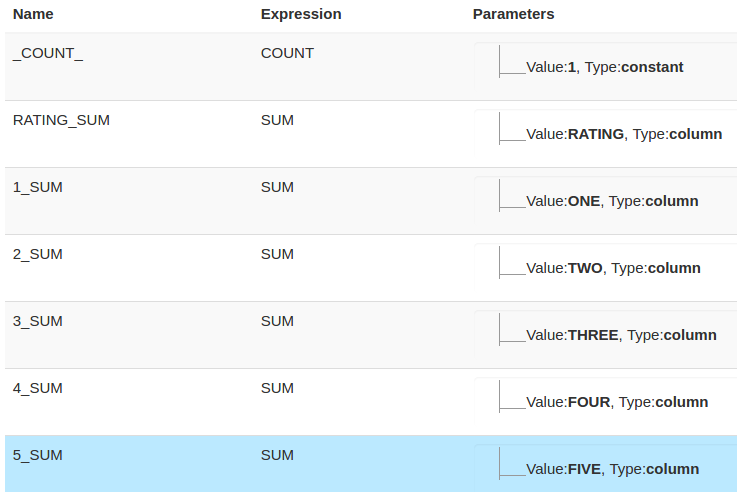 Name Expression Parameters
_COUNT_ COUNT Value:1, Type:constant
RATING_SUM SUM Value:RATING, Type:column
1_SUM SUM Value:ONE, Type:column
2_SUM SUM Value:TWO, Type:column
3_SUM SUM Value:THREE, Type:column
4_SUM SUM Value:FOUR, Type:column
5_SUM SUM Value:FIVE, Type:column